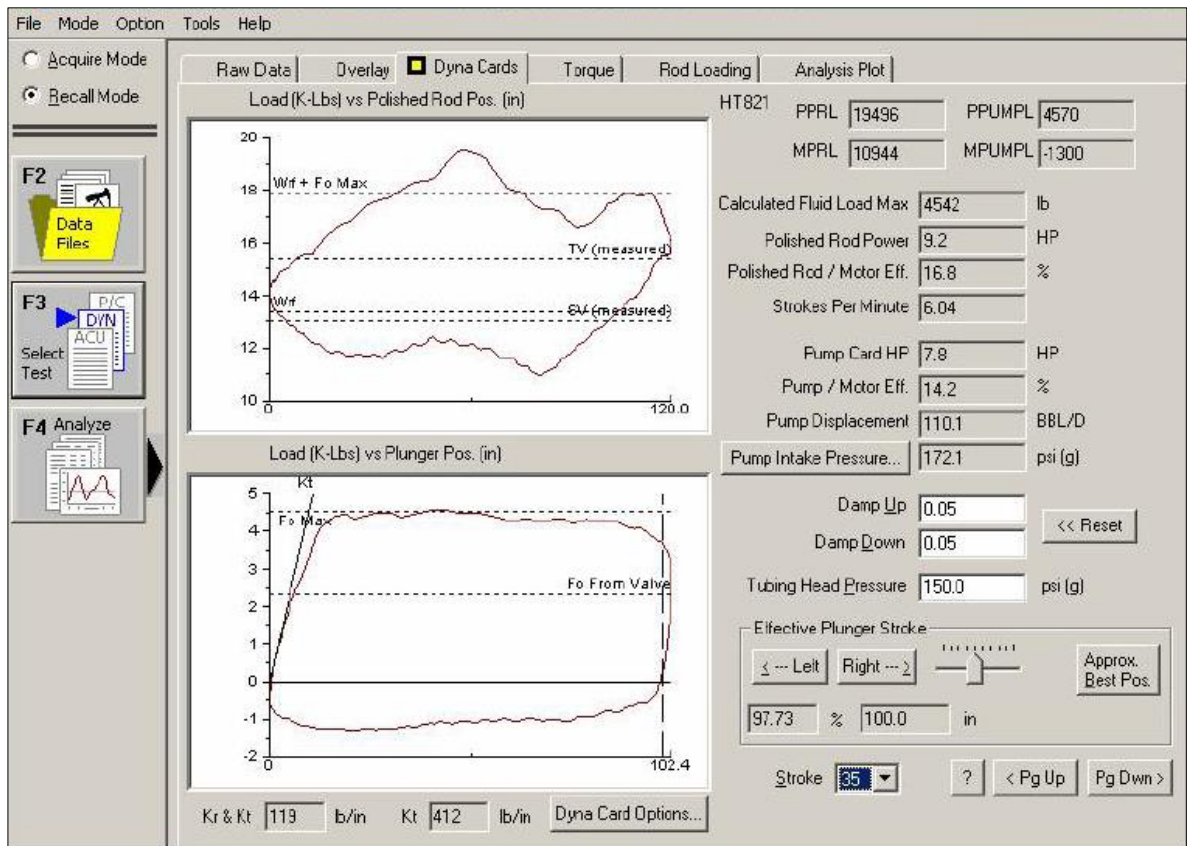 File Mode Option Tools Help
Acquire Mode
Recall Mode
F2
Data
Files
F3
P/C
DYN
ACU
Select
Test
F4 Analyze
Raw Data Overlay Dyna Cards Torque Rod Loading Analysis Plot
Load (K-Lbs) vs Polished Rod Pos. (in)
20
18
16
14
12
10
Wrf + Fo Max
TV (measured)
Wrf
SV (measured)
0 120.0
Load (K-Lbs) vs Plunger Pos. (in)
5
4
3
2
1
0
-1
-2
Kt
Fo Max
Fo From Valve
0 102.4
Kr & Kt 119 lb/in Kt 412 lb/in Dyna Card Options...
HT821 PPRL 19496 PPUMPL 4570
MPRL 10944 MPUMPL -1300
Calculated Fluid Load Max 4542 lb
Polished Rod Power 9.2 HP
Polished Rod / Motor Eff. 16.8 %
Strokes Per Minute 6.04
Pump Card HP 7.8 HP
Pump / Motor Eff. 14.2 %
Pump Displacement 110.1 BBL/D
Pump Intake Pressure... 172.1 psi (g)
Damp Up 0.05
<< Reset
Damp Down 0.05
Tubing Head Pressure 150.0 psi (g)
Effective Plunger Stroke
< --- Left Right --- > Approx. Best Pos.
97.73 % 100.0 in
Stroke 35 ? < Pg Up Pg Dwn >